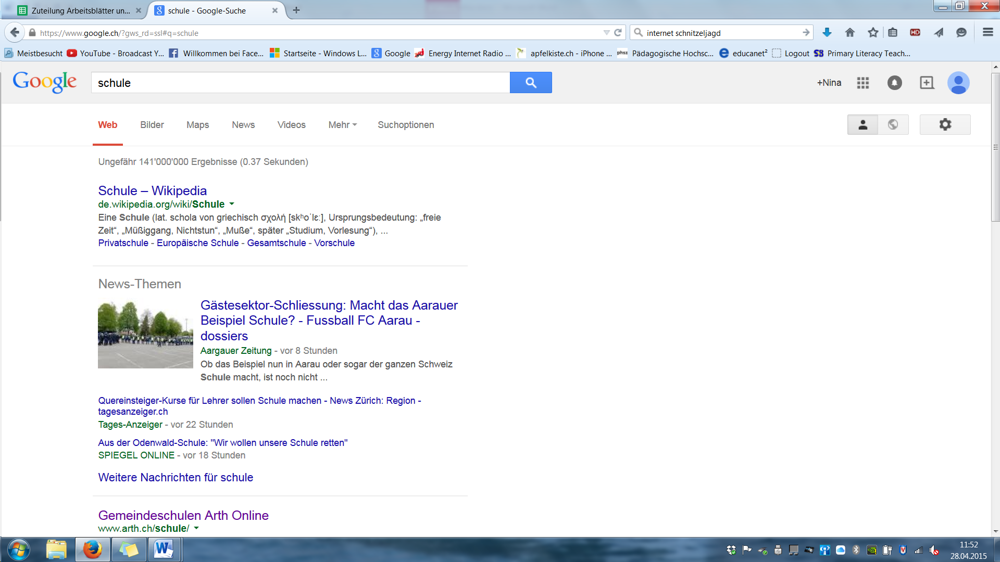 Zuteilung Arbeitsblätter un...
schule - Google-Suche
https://www.google.ch/?gws_rd=ssl#q=schule
internet schnitzeljagd
HD
Meistbesucht
YouTube - Broadcast Y...
Willkommen bei Face...
Startseite - Windows L...
Google
Energy Internet Radio ...
apfelkiste.ch - iPhone ...
phsz
Pädagogische Hochsc...
educanet²
Logout
Primary Literacy Teach...
Google
schule
+Nina
Web
Bilder
Maps
News
Videos
Mehr
Suchoptionen
Ungefähr 141'000'000 Ergebnisse (0.37 Sekunden)
Schule – Wikipedia
de.wikipedia.org/wiki/Schule
Eine Schule (lat. schola von griechisch σχολή [skʰoˈlɛː], Ursprungsbedeutung: „freie
Zeit“, „Müßiggang, Nichtstun“, „Muße“, später „Studium, Vorlesung“), ...
Privatschule - Europäische Schule - Gesamtschule - Vorschule
News-Themen
Gästesektor-Schliessung: Macht das Aarauer
Beispiel Schule? - Fussball FC Aarau -
dossiers
Aargauer Zeitung - vor 8 Stunden
Ob das Beispiel nun in Aarau oder sogar der ganzen Schweiz
Schule macht, ist noch nicht ...
Quereinsteiger-Kurse für Lehrer sollen Schule machen - News Zürich: Region -
tagesanzeiger.ch
Tages-Anzeiger - vor 22 Stunden
Aus der Odenwald-Schule: "Wir wollen unsere Schule retten"
SPIEGEL ONLINE - vor 18 Stunden
Weitere Nachrichten für schule
Gemeindeschulen Arth Online
www.arth.ch/schule/
11:52
28.04.2015